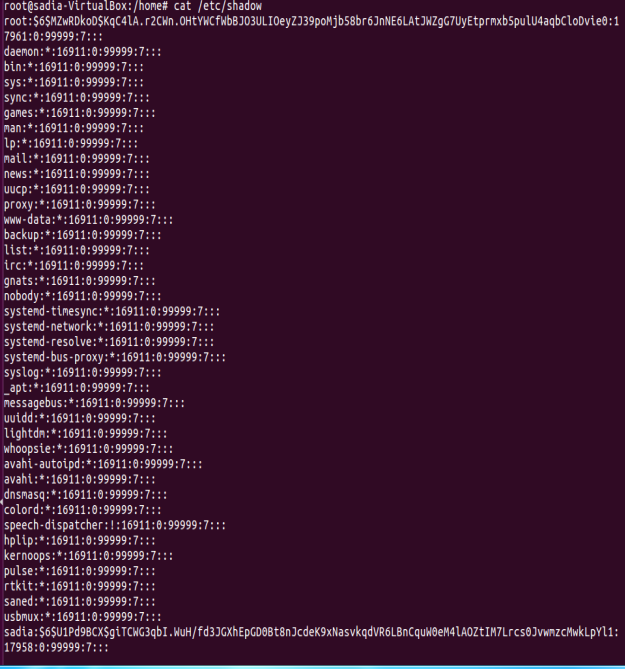 root@sadia-VirtualBox:/home# cat /etc/shadow
root:$6$MZwRDkoD$KqC4lA.r2CWn.OHtYWCfWbBJO3ULIOeyZJ39poMjb58br6JnNE6LAtJWZgG7UyEtprmxbSpulU4aqbCloDvie0:1
7961:0:99999:7:::
daemon:*:16911:0:99999:7:::
bin:*:16911:0:99999:7:::
sys:*:16911:0:99999:7:::
sync:*:16911:0:99999:7:::
games:*:16911:0:99999:7:::
man:*:16911:0:99999:7:::
lp:*:16911:0:99999:7:::
mail:*:16911:0:99999:7:::
news:*:16911:0:99999:7:::
uucp:*:16911:0:99999:7:::
proxy:*:16911:0:99999:7:::
www-data:*:16911:0:99999:7:::
backup:*:16911:0:99999:7:::
list:*:16911:0:99999:7:::
irc:*:16911:0:99999:7:::
gnats:*:16911:0:99999:7:::
nobody:*:16911:0:99999:7:::
systemd-timesync:*:16911:0:99999:7:::
systemd-network:*:16911:0:99999:7:::
systemd-resolve:*:16911:0:99999:7:::
systemd-bus-proxy:*:16911:0:99999:7:::
syslog:*:16911:0:99999:7:::
_apt:*:16911:0:99999:7:::
messagebus:*:16911:0:99999:7:::
uuidd:*:16911:0:99999:7:::
lightdm:*:16911:0:99999:7:::
whoopsie:*:16911:0:99999:7:::
avahi-autoipd:*:16911:0:99999:7:::
avahi:*:16911:0:99999:7:::
dnsmasq:*:16911:0:99999:7:::
colord:*:16911:0:99999:7:::
speech-dispatcher:!:16911:0:99999:7:::
hplip:*:16911:0:99999:7:::
kernoops:*:16911:0:99999:7:::
pulse:*:16911:0:99999:7:::
rtkit:*:16911:0:99999:7:::
saned:*:16911:0:99999:7:::
usbmux:*:16911:0:99999:7:::
sadia:$6$U1Pd9BCX$giTCWG3qbI.WuH/fd3JGXhEpGD0Bt8nJcdeK9xNasvkqdVR6LBnCquW0eM4lAOZtIM7Lrcs0JvwmzcMwkLpYl1:
17958:0:99999:7:::